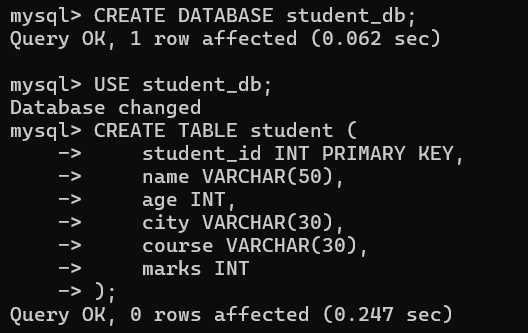 mysql> CREATE DATABASE student_db;
Query OK, 1 row affected (0.062 sec)

mysql> USE student_db;
Database changed
mysql> CREATE TABLE student (
    ->     student_id INT PRIMARY KEY,
    ->     name VARCHAR(50),
    ->     age INT,
    ->     city VARCHAR(30),
    ->     course VARCHAR(30),
    ->     marks INT
    -> );
Query OK, 0 rows affected (0.247 sec)